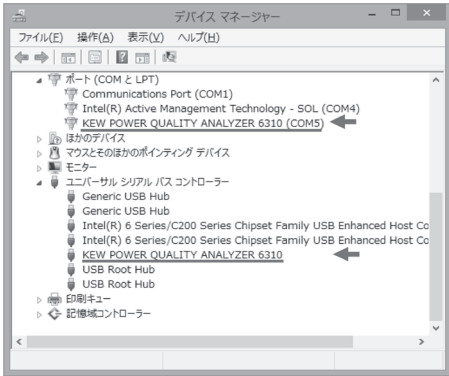 デバイス マネージャー
ファイル(F) 操作(A) 表示(V) ヘルプ(H)
ポート (COM と LPT)
Communications Port (COM1)
Intel(R) Active Management Technology - SOL (COM4)
KEW POWER QUALITY ANALYZER 6310 (COM5)
ほかのデバイス
マウスとそのほかのポインティング デバイス
モニター
ユニバーサル シリアル バス コントローラー
Generic USB Hub
Generic USB Hub
Intel(R) 6 Series/C200 Series Chipset Family USB Enhanced Host Co
Intel(R) 6 Series/C200 Series Chipset Family USB Enhanced Host Co
KEW POWER QUALITY ANALYZER 6310
USB Root Hub
USB Root Hub
印刷キュー
記憶域コントローラー